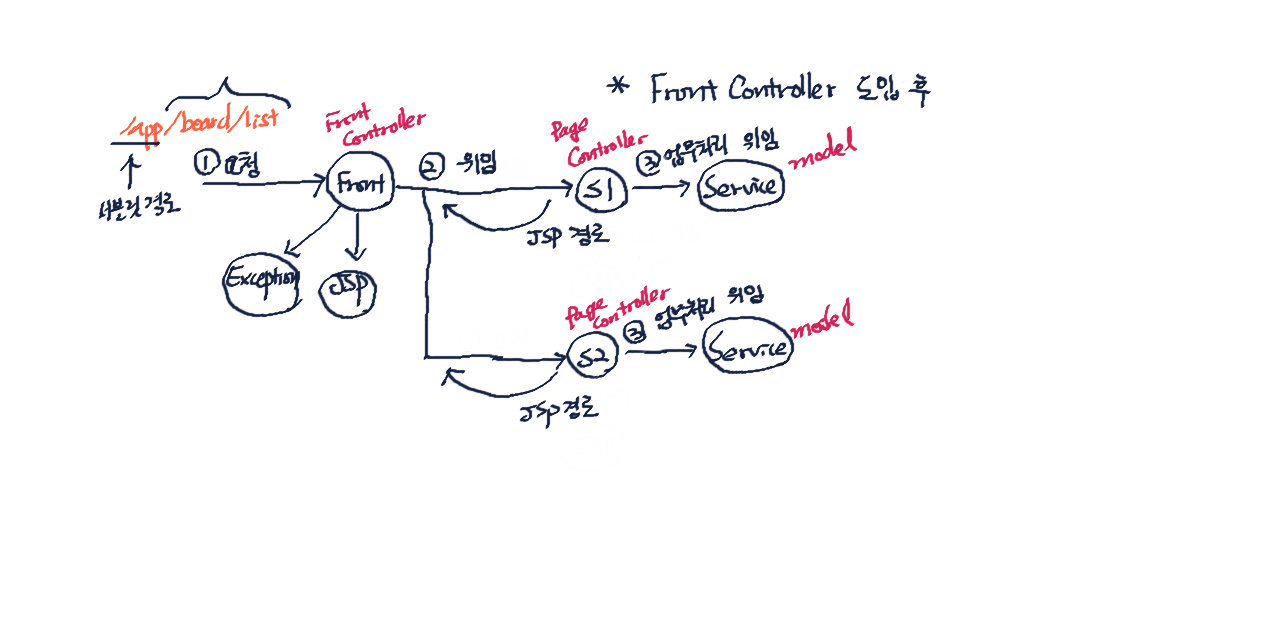 * Front Controller 도입 후
/app/board/list
서블릿 경로
① 요청
Front Controller
Front
Exception
JSP
② 위임
Page Controller
S1
JSP 경로
③ 업무처리 위임
Service
model
Page Controller
S2
JSP 경로
③ 업무처리 위임
Service
model